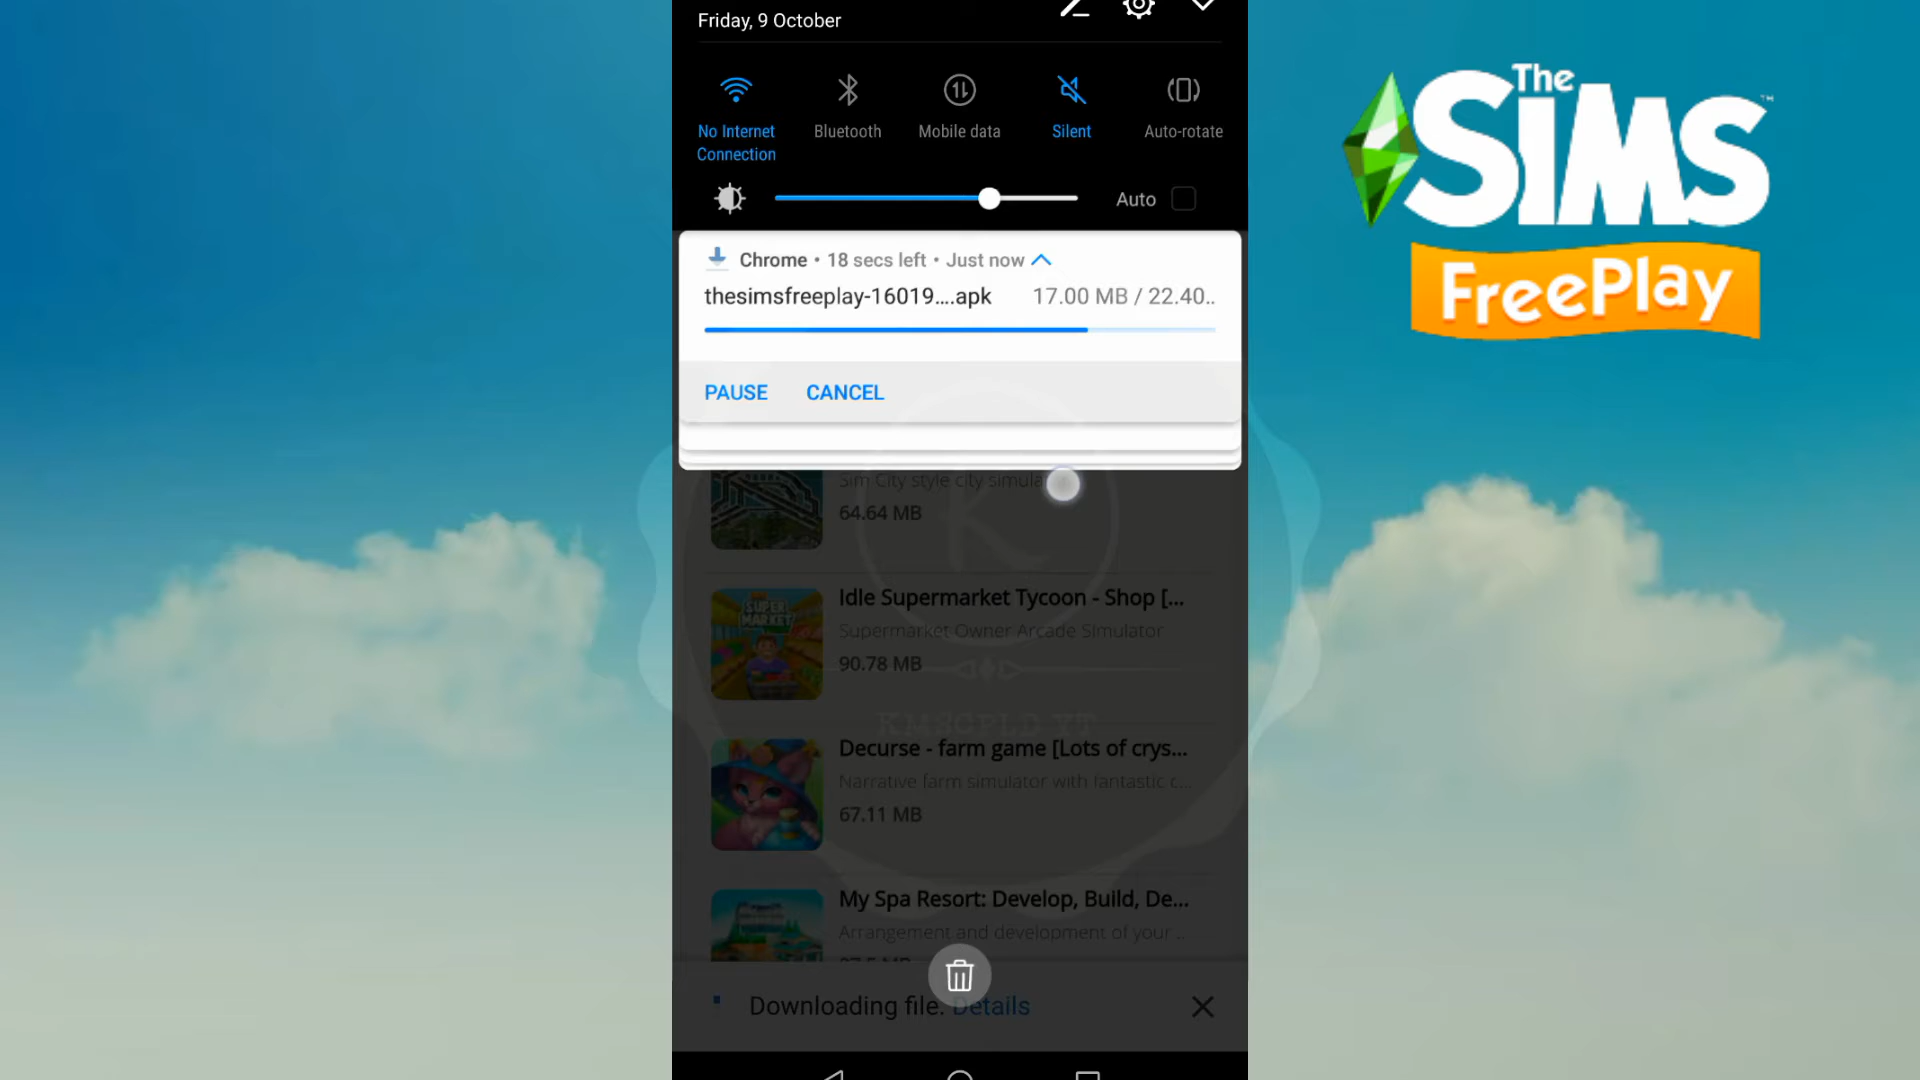 Friday, 9 October
No Internet
Connection
Bluetooth
Mobile data
Silent
Auto-rotate
Auto
Chrome • 18 secs left • Just now
thesimsfreeplay-16019....apk
17.00 MB / 22.40..
PAUSE
CANCEL
Sim City style city simula
64.64 MB
Idle Supermarket Tycoon - Shop [...
Supermarket Owner Arcade Simulator
90.78 MB
SUPER
MARKET
K
KMSGFLD YT
Decurse - farm game [Lots of crys...
Narrative farm simulator with fantastic c...
67.11 MB
My Spa Resort: Develop, Build, De...
Arrangement and development of your ..
Downloading file. Details
The
SiMS
FreePlay